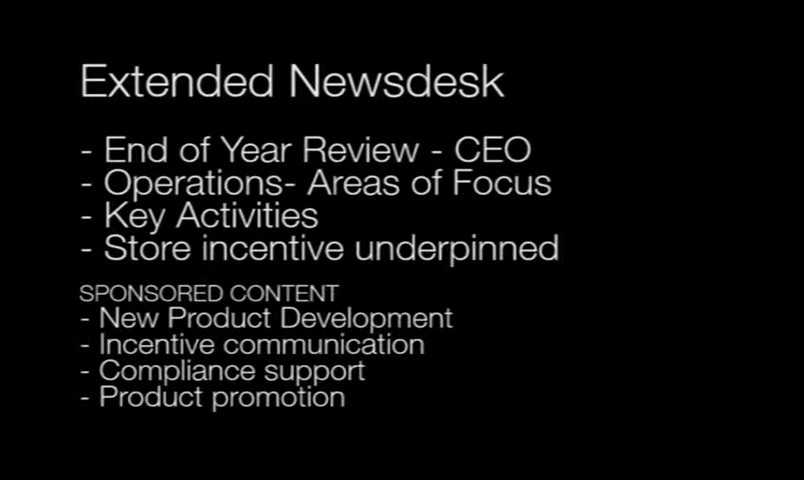 Extended Newsdesk
- End of Year Review - CEO
- Operations- Areas of Focus
- Key Activities
- Store incentive underpinned
SPONSORED CONTENT
- New Product Development
- Incentive communication
- Compliance support
- Product promotion